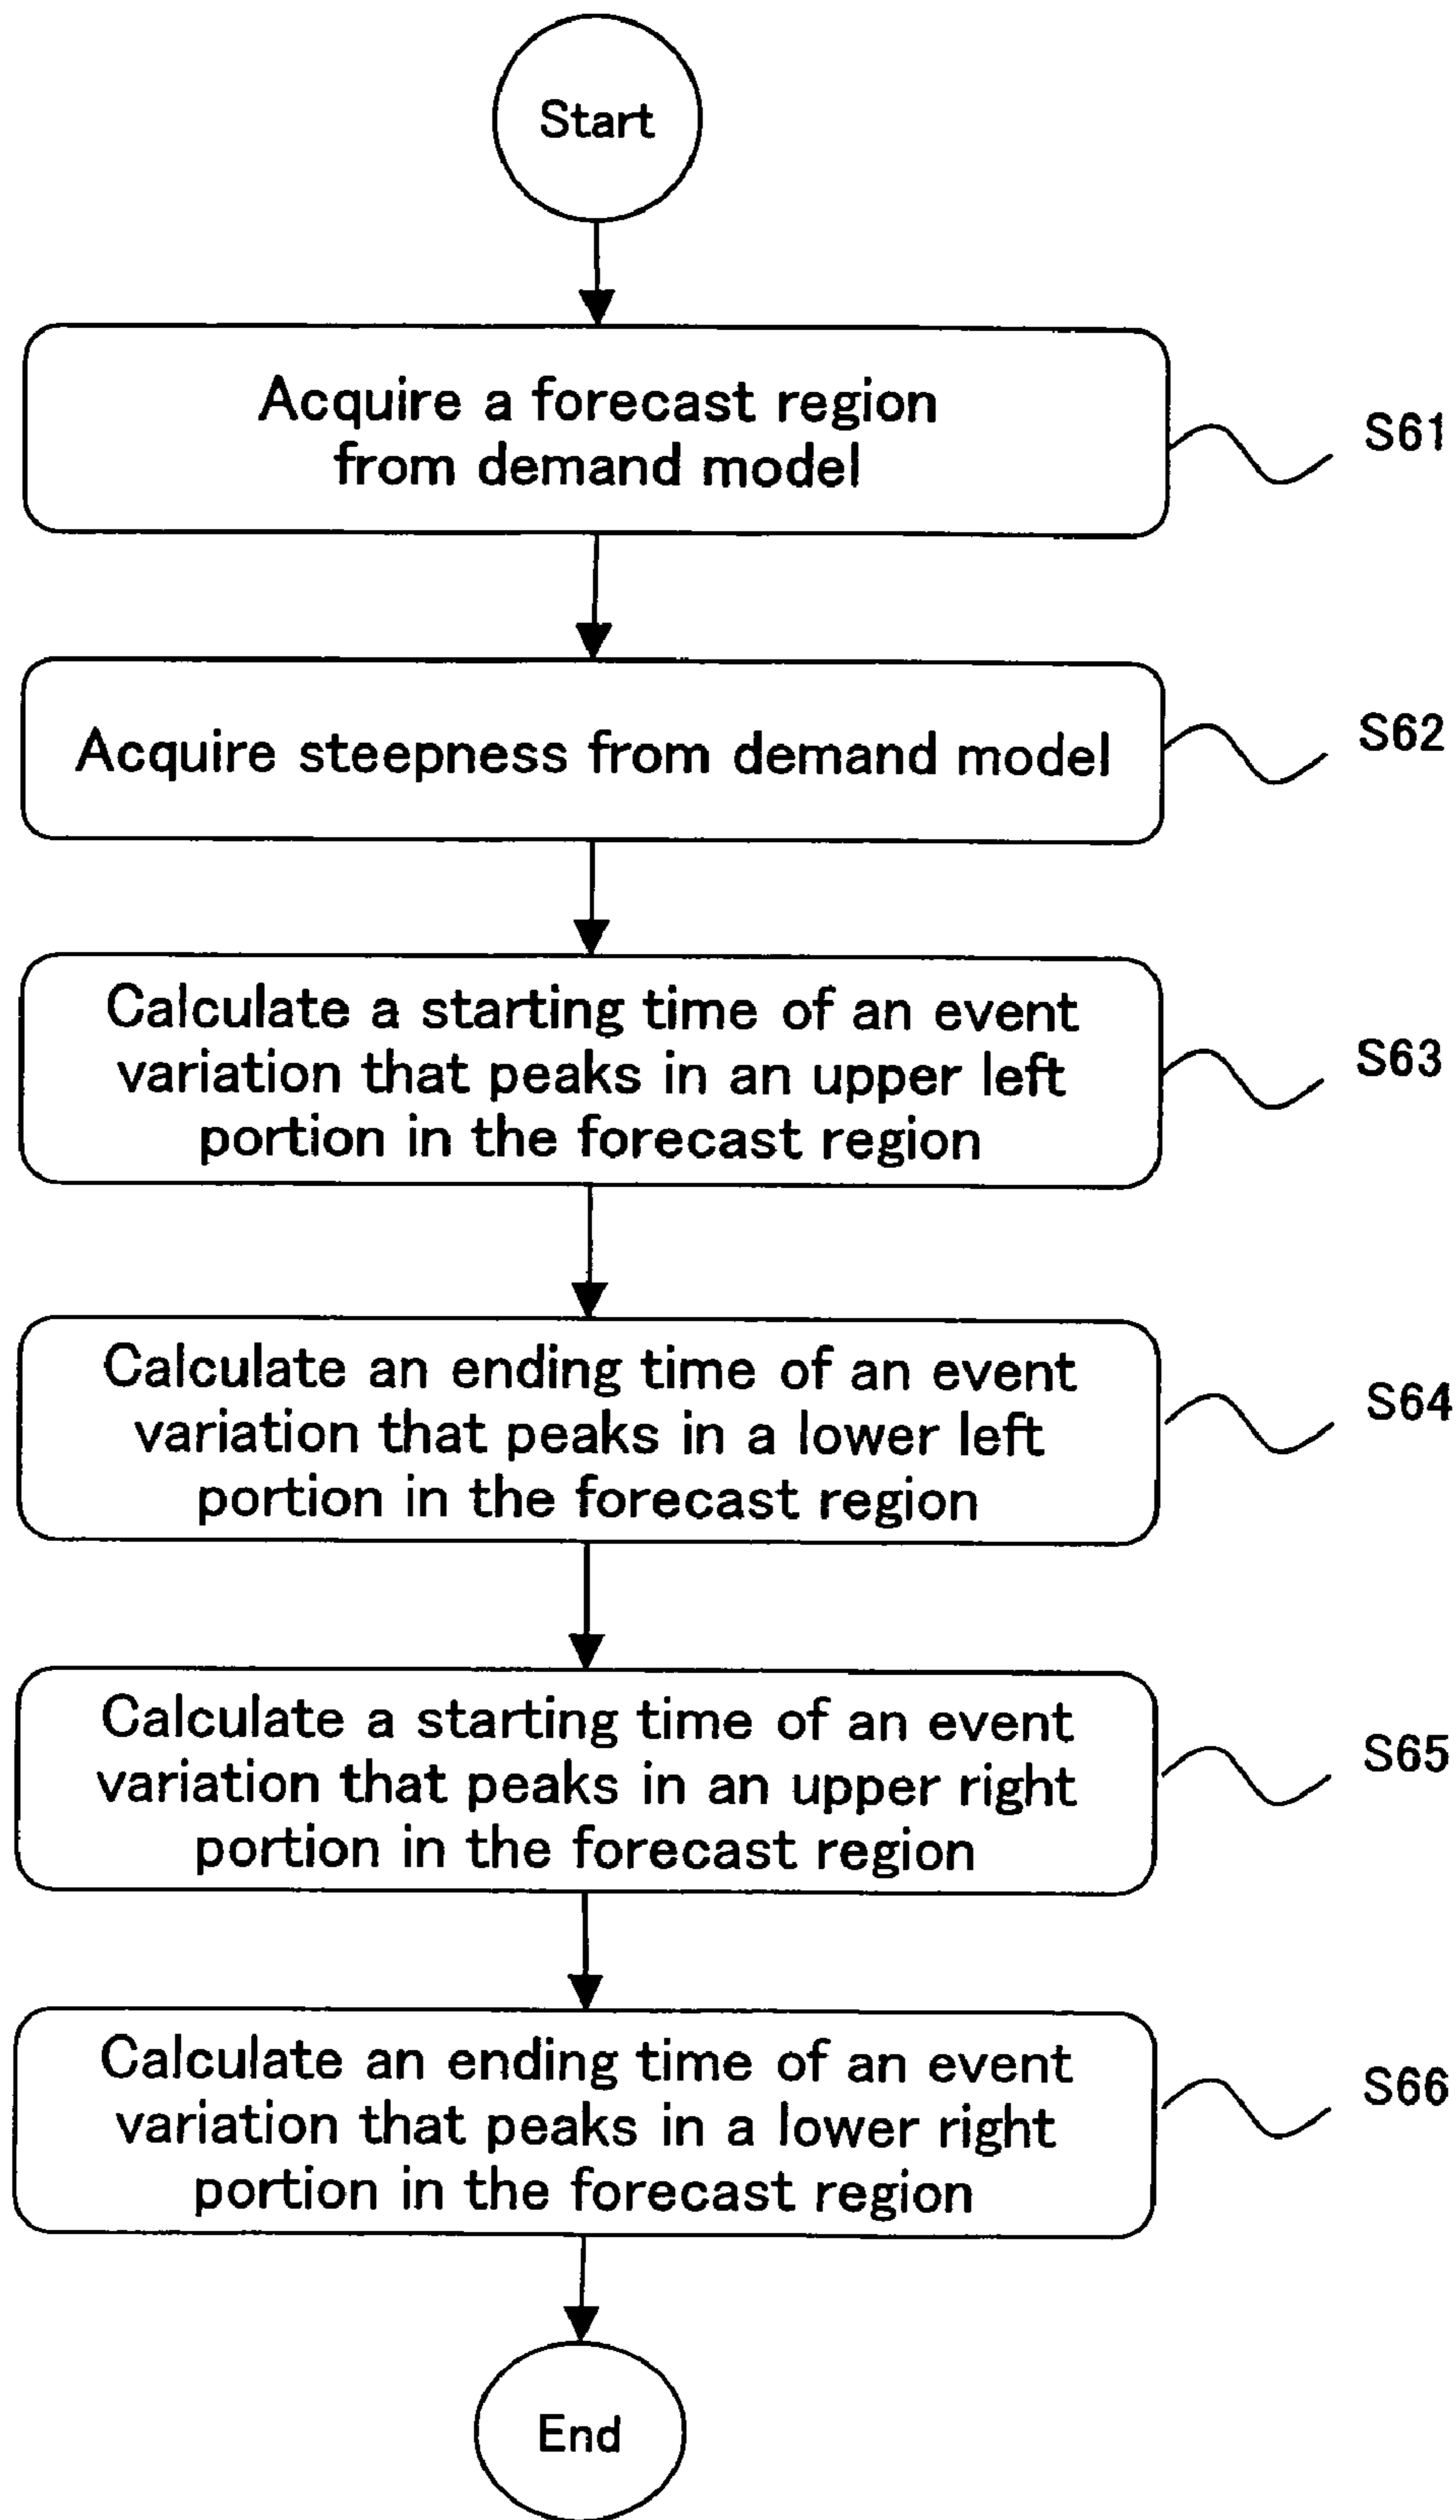 Start
Acquire a forecast region
from demand model
S61
Acquire steepness from demand model
S62
Calculate a starting time of an event
variation that peaks in an upper left
portion in the forecast region
S63
Calculate an ending time of an event
variation that peaks in a lower left
portion in the forecast region
S64
Calculate a starting time of an event
variation that peaks in an upper right
portion in the forecast region
S65
Calculate an ending time of an event
variation that peaks in a lower right
portion in the forecast region
S66
End